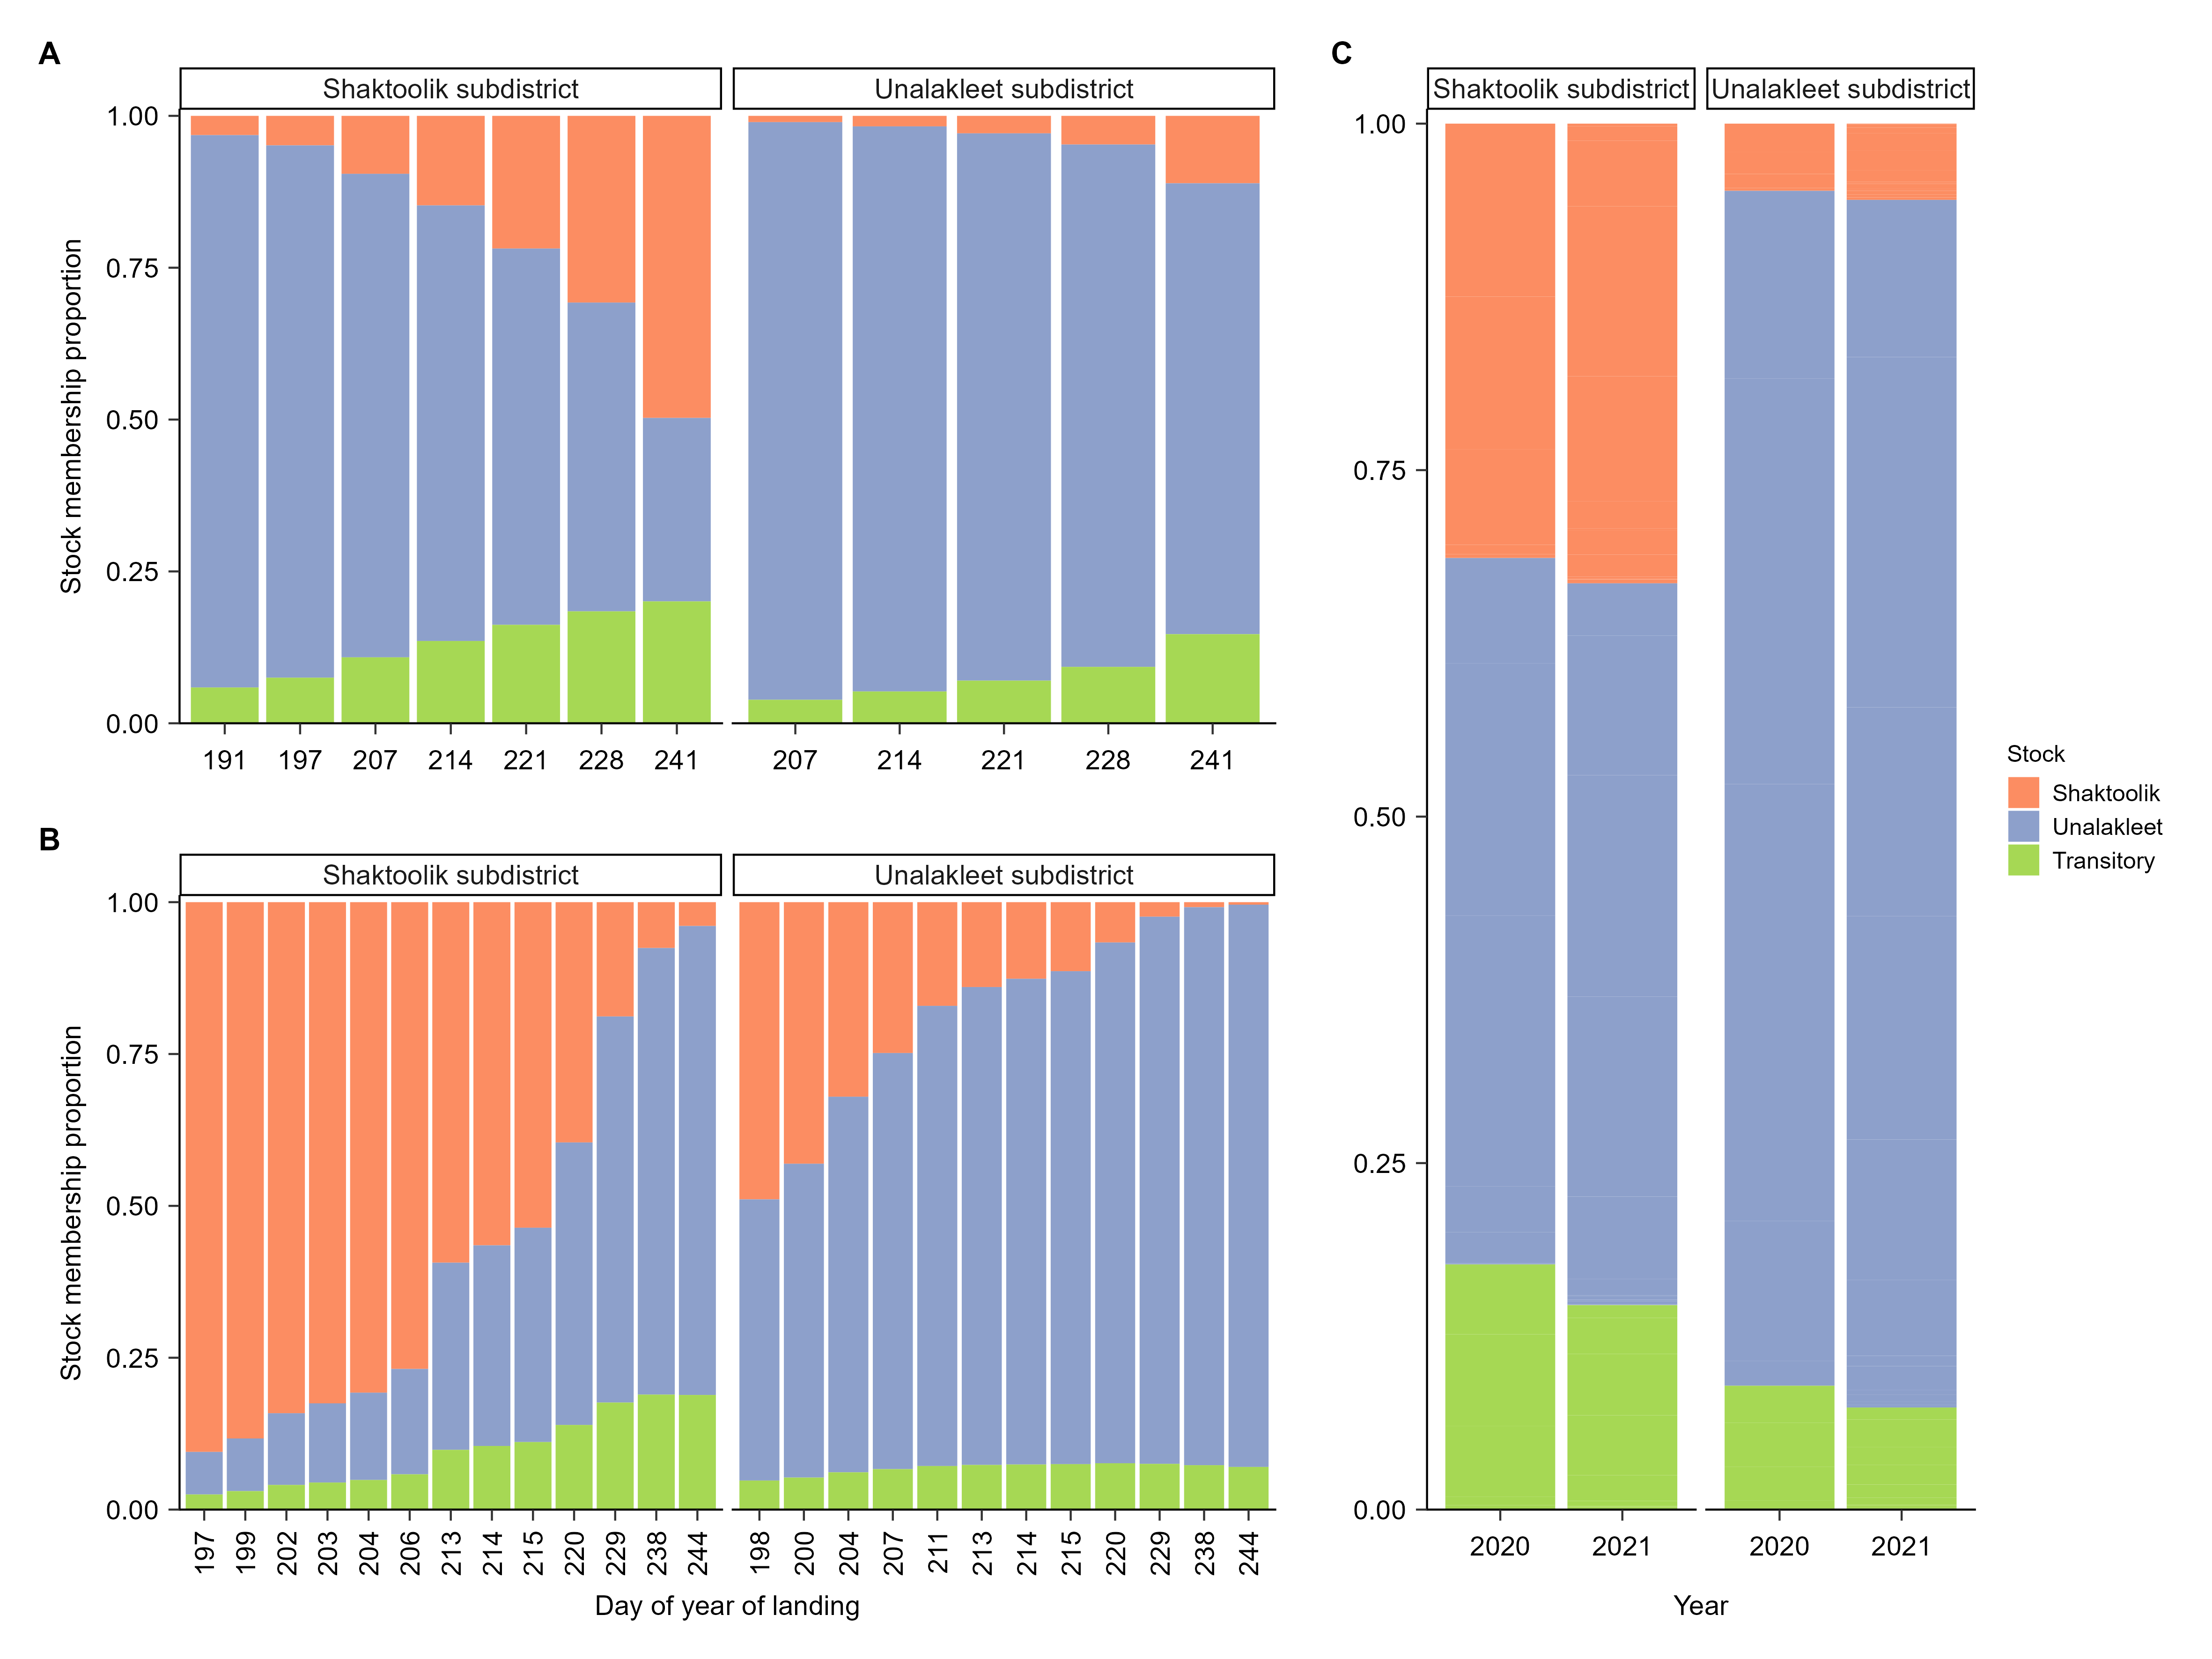 A
Shaktoolik subdistrict
Unalakleet subdistrict
Stock membership proportion
1.00
0.75
0.50
0.25
0.00
191 197 207 214 221 228 241
207 214 221 228 241
B
Shaktoolik subdistrict
Unalakleet subdistrict
Stock membership proportion
1.00
0.75
0.50
0.25
0.00
197 199 202 203 204 206 213 214 215 220 229 238 244
198 200 204 207 211 213 214 215 220 229 238 244
Day of year of landing
C
Shaktoolik subdistrict
Unalakleet subdistrict
1.00
0.75
0.50
0.25
0.00
2020 2021
2020 2021
Year
Stock
Shaktoolik
Unalakleet
Transitory